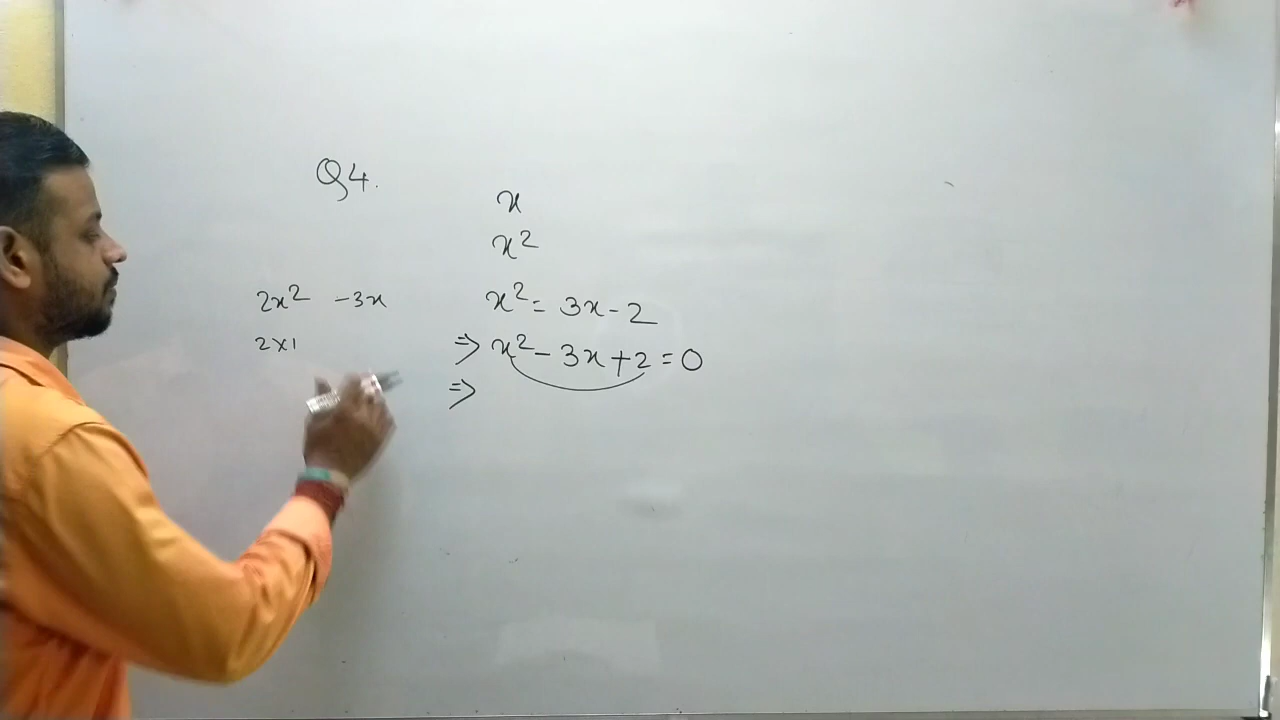 Q4.
x
x²
x² = 3x - 2
2x² -3x
⇒ x² - 3x + 2 = 0
2×1
⇒